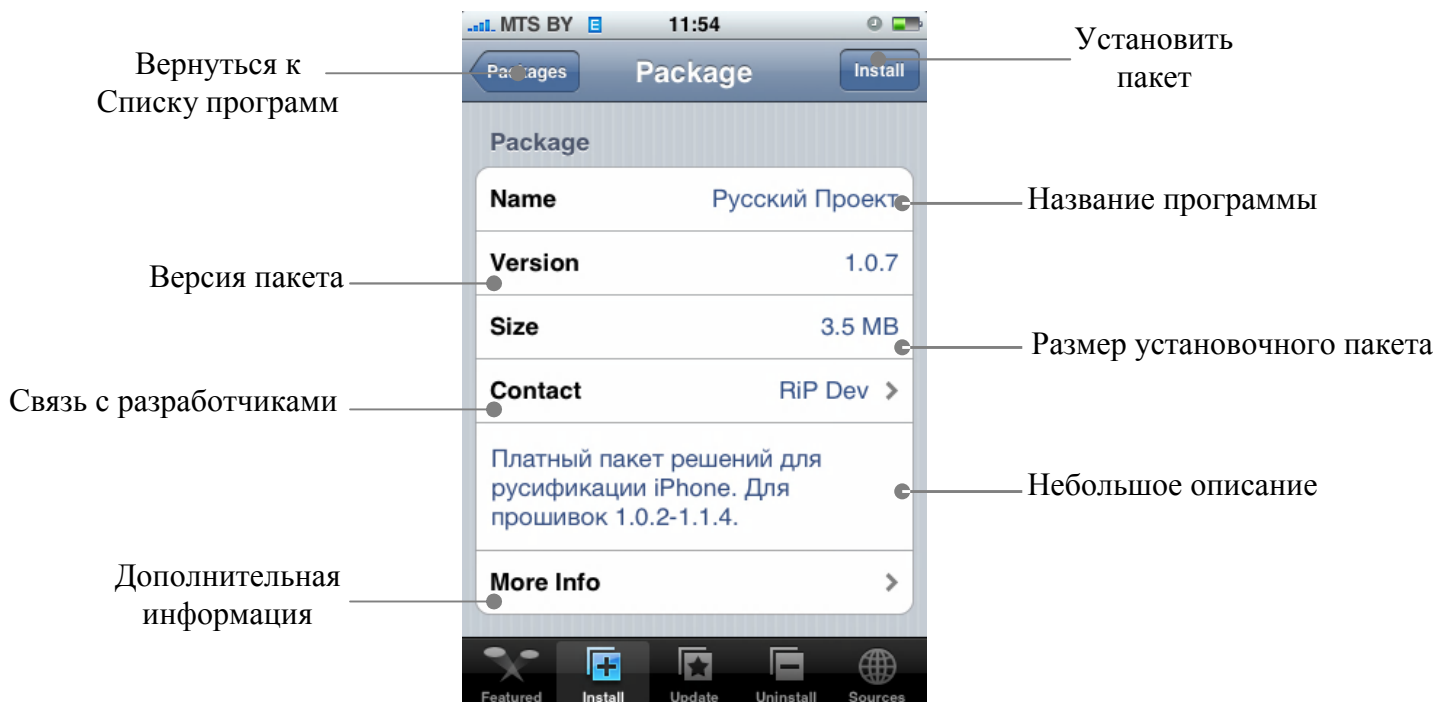 MTS BY E 11:54
Packages Package Install
Вернуться к
Списку программ
Установить
пакет
Package
Name Русский Проект
Название программы
Version 1.0.7
Версия пакета
Size 3.5 MB
Размер установочного пакета
Contact RiP Dev
Связь с разработчиками
Платный пакет решений для
русификации iPhone. Для
прошивок 1.0.2-1.1.4.
Небольшое описание
More Info
Дополнительная
информация
Featured Install Update Uninstall Sources